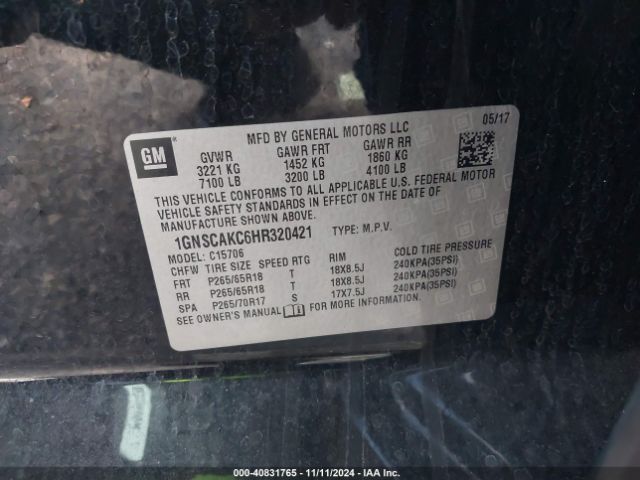 MFD BY GENERAL MOTORS LLC 05/17
GM GVWR GAWR FRT GAWR RR
3221 KG 1452 KG 1860 KG
7100 LB 3200 LB 4100 LB
THIS VEHICLE CONFORMS TO ALL APPLICABLE U.S. FEDERAL MOTOR
VEHICLE SAFETY STANDARDS IN EFFECT ON THE DATE OF
MANUFACTURE SHOWN ABOVE.
1GNSCAKC6HR320421 TYPE: M.P.V.
MODEL: C15706
CHFW TIRE SIZE SPEED RTG RIM COLD TIRE PRESSURE
FRT P265/65R18 T 18X8.5J 240KPA(35PSI)
RR P265/65R18 T 18X8.5J 240KPA(35PSI)
SPA P265/70R17 S 17X7.5J 240KPA(35PSI)
SEE OWNER'S MANUAL FOR MORE INFORMATION.
000-40831765 - 11/11/2024 - IAA Inc.